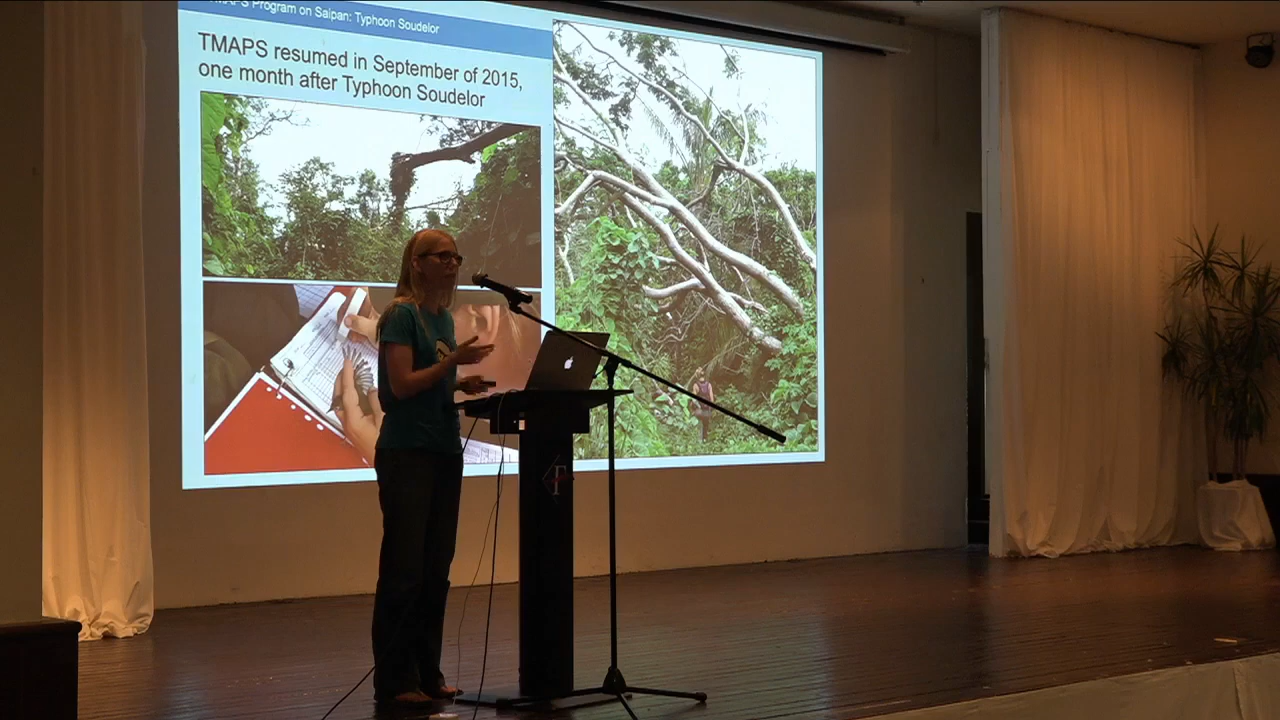 TMAPS Program on Saipan: Typhoon Soudelor
TMAPS resumed in September of 2015,
one month after Typhoon Soudelor